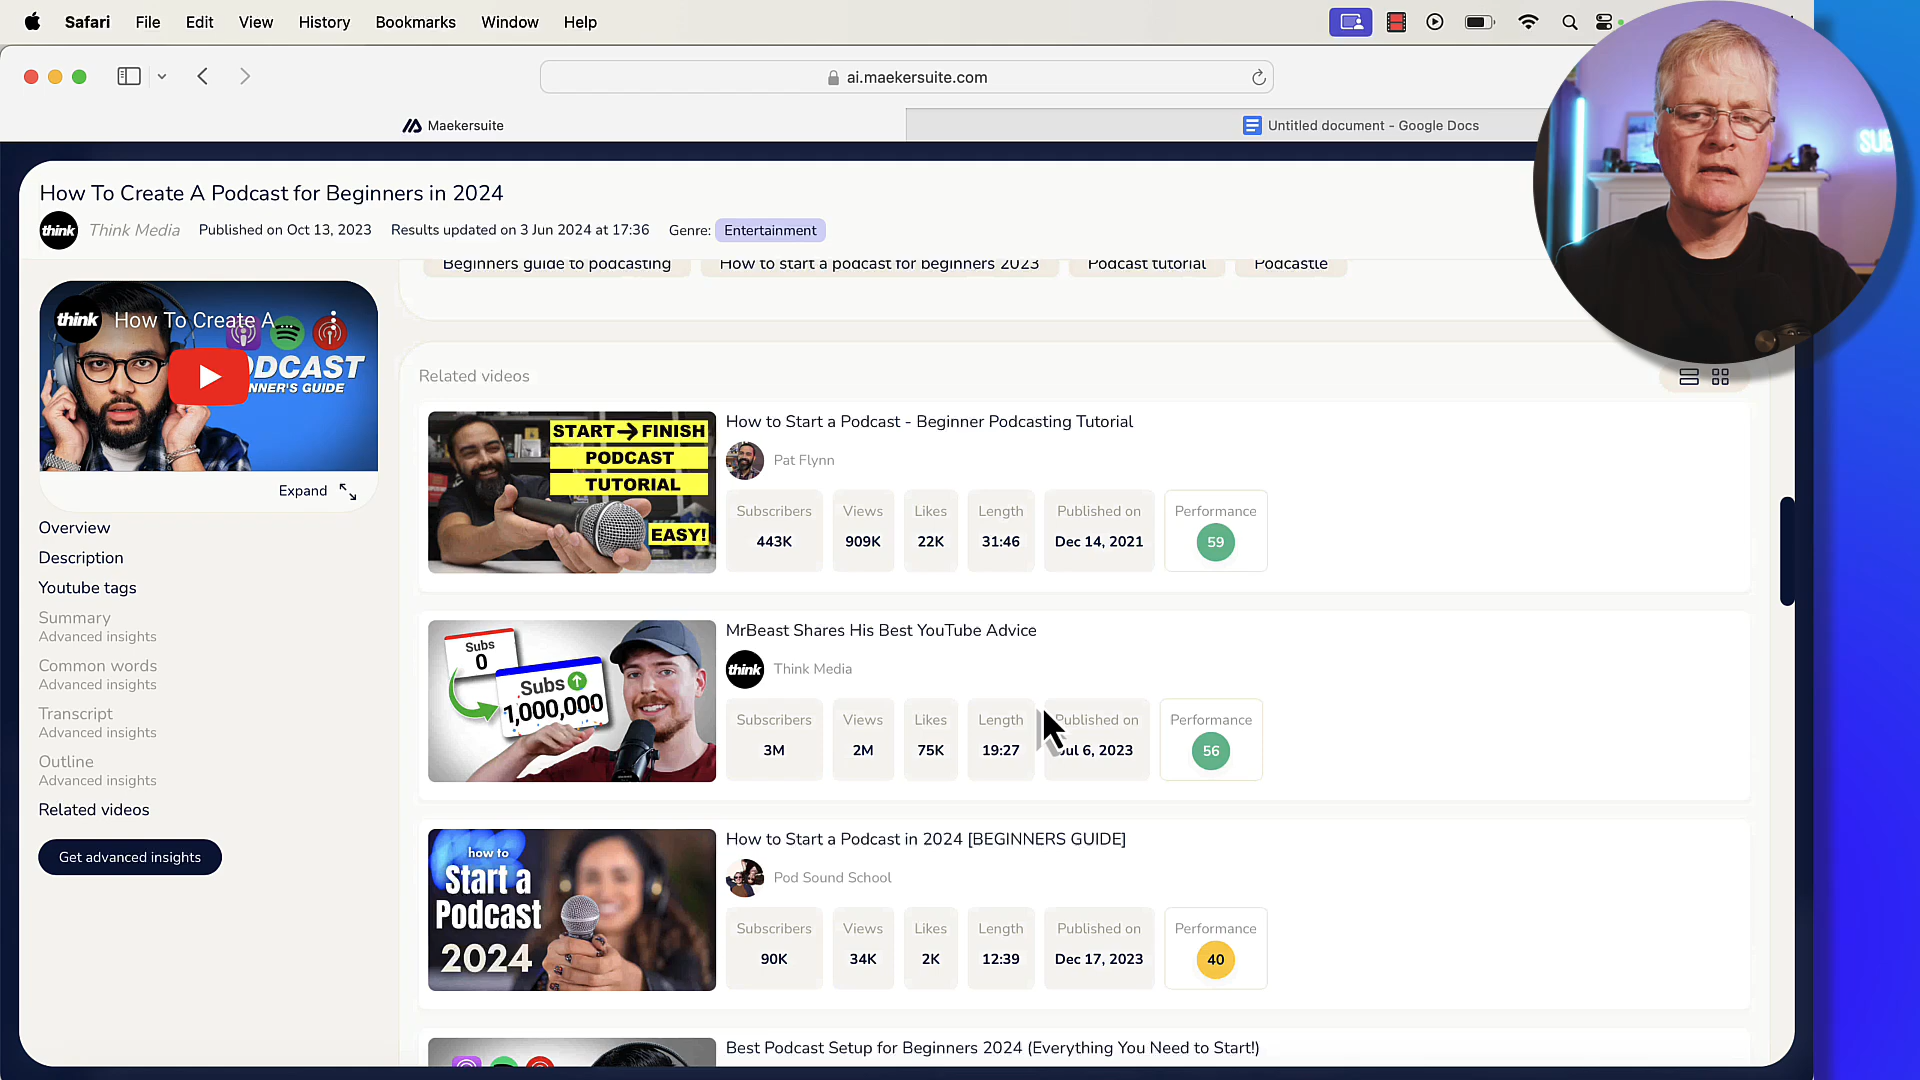 Safari File Edit View History Bookmarks Window Help
ai.maekersuite.com
Maekersuite
Untitled document - Google Docs
How To Create A Podcast for Beginners in 2024
think Think Media Published on Oct 13, 2023 Results updated on 3 Jun 2024 at 17:36 Genre: Entertainment
Beginners guide to podcasting How to start a podcast for beginners 2023 Podcast tutorial Podcastle
think How To Create A...
Expand
Overview
Description
Youtube tags
Summary
Advanced insights
Common words
Advanced insights
Transcript
Advanced insights
Outline
Advanced insights
Related videos
Get advanced insights
Related videos
START→FINISH
PODCAST
TUTORIAL
EASY!
How to Start a Podcast - Beginner Podcasting Tutorial
Pat Flynn
Subscribers Views Likes Length Published on Performance
443K 909K 22K 31:46 Dec 14, 2021 59
Subs
0
Subs
1,000,000
MrBeast Shares His Best YouTube Advice
think Think Media
Subscribers Views Likes Length Published on Performance
3M 2M 75K 19:27 Jul 6, 2023 56
how to
Start a
Podcast
2024
How to Start a Podcast in 2024 [BEGINNERS GUIDE]
Pod Sound School
Subscribers Views Likes Length Published on Performance
90K 34K 2K 12:39 Dec 17, 2023 40
Best Podcast Setup for Beginners 2024 (Everything You Need to Start!)